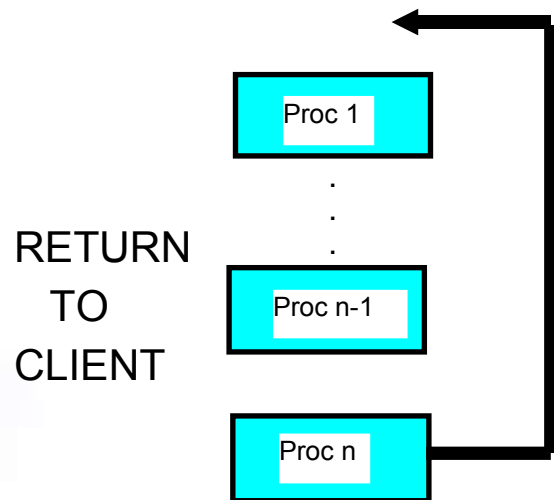 Proc 1
.
.
.
RETURN
TO
CLIENT
Proc n-1
Proc n